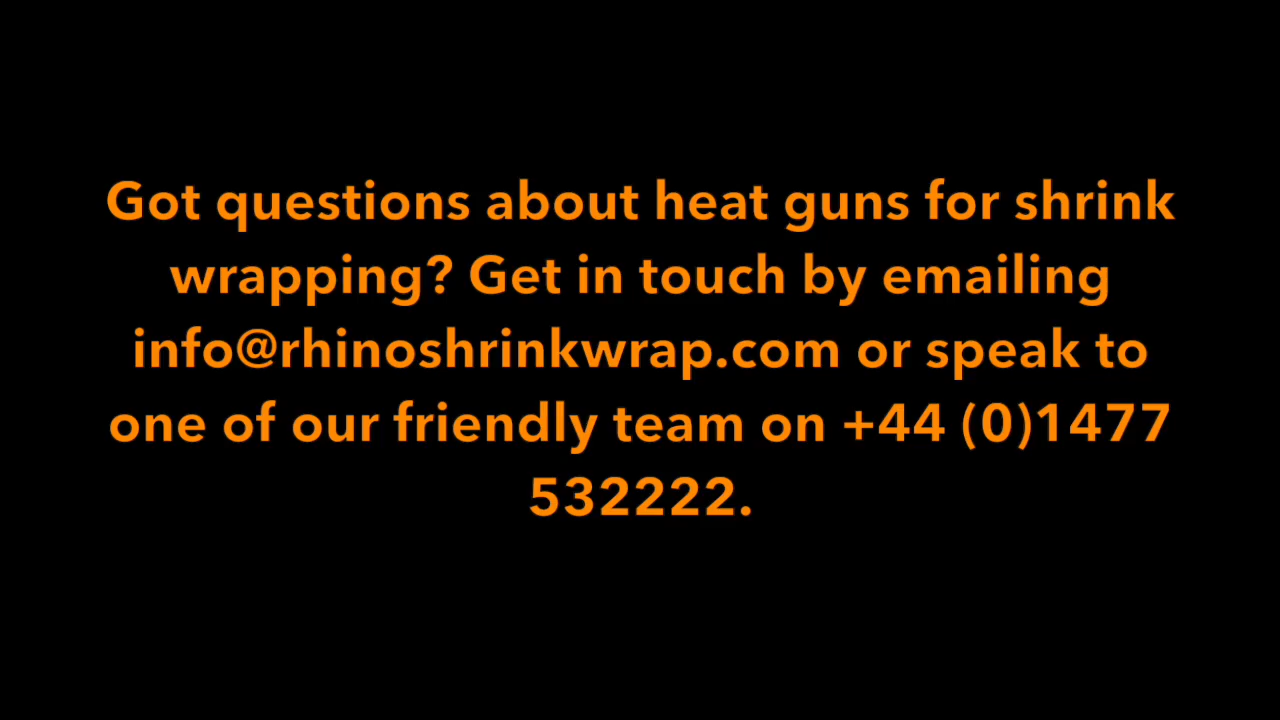 Got questions about heat guns for shrink
wrapping? Get in touch by emailing
info@rhinoshrinkwrap.com or speak to
one of our friendly team on +44 (0)1477
532222.